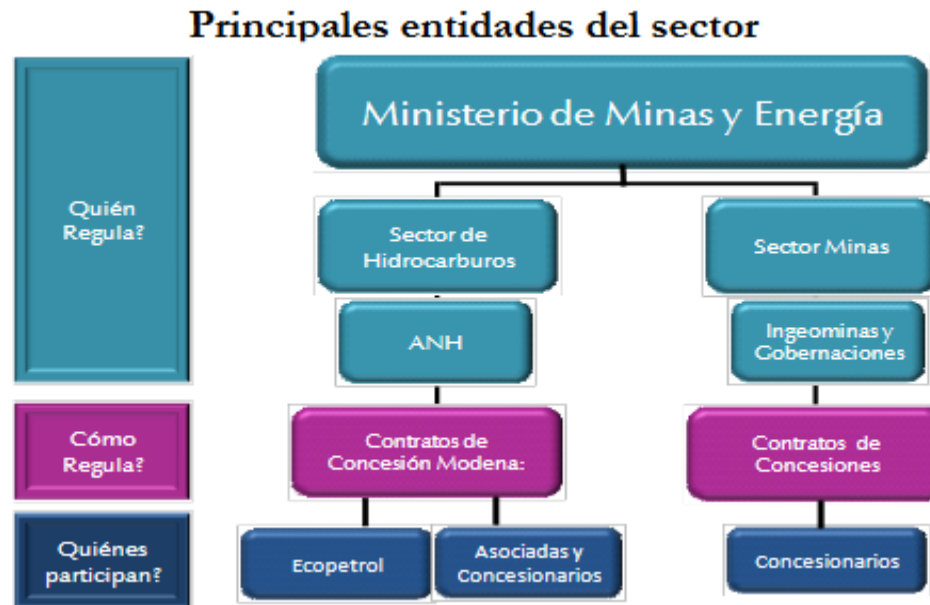 Principales entidades del sector
Quién
Regula?
Ministerio de Minas y Energía
Sector de
Hidrocarburos
Sector Minas
ANH
Ingeominas y
Gobernaciones
Cómo
Regula?
Contratos de
Concesión Modena:
Contratos de
Concesiones
Quiénes
participan?
Ecopetrol
Asociadas y
Concesionarios
Concesionarios